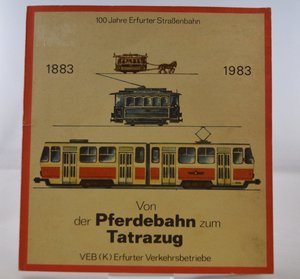 100 Jahre Erfurter Straßenbahn
1883 1983
Von
der Pferdebahn zum
Tatrazug
VEB (K) Erfurter Verkehrsbetriebe